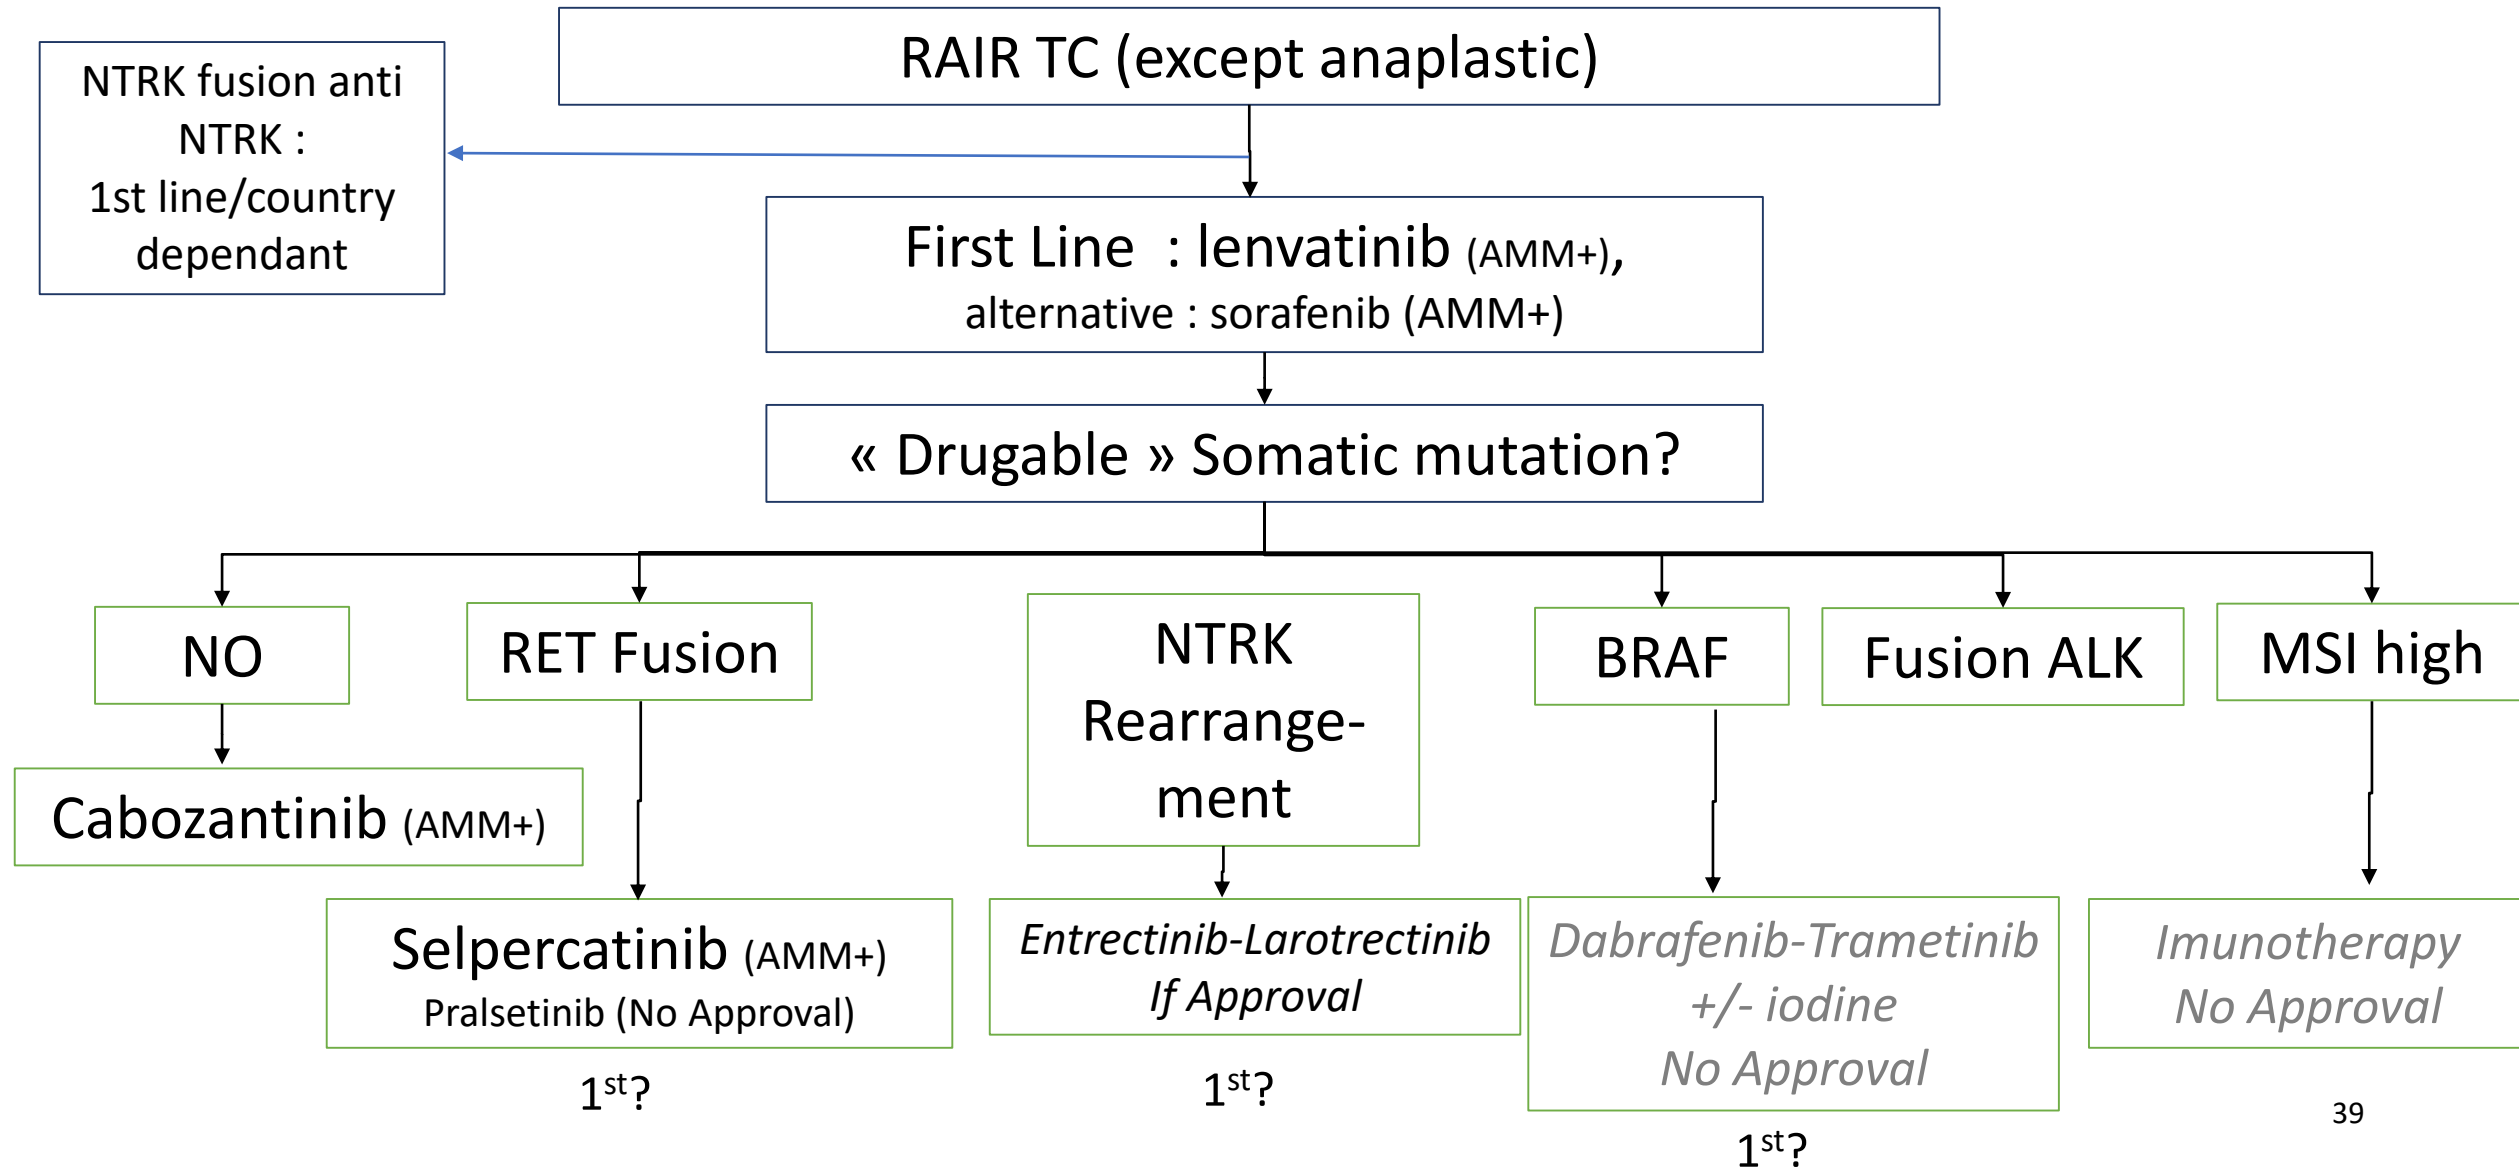 RAIR TC (except anaplastic)
NTRK fusion anti
NTRK :
1st line/country
dependant
First Line : lenvatinib (AMM+),
alternative : sorafenib (AMM+)
« Drugable » Somatic mutation?
NO
RET Fusion
NTRK
Rearrange-
ment
BRAF
Fusion ALK
MSI high
Cabozantinib (AMM+)
Selpercatinib (AMM+)
Pralsetinib (No Approval)
Entrectinib-Larotrectinib
If Approval
Dabrafenib-Trametinib
+/- iodine
No Approval
Imunotherapy
No Approval
1st?
1st?
1st?
39